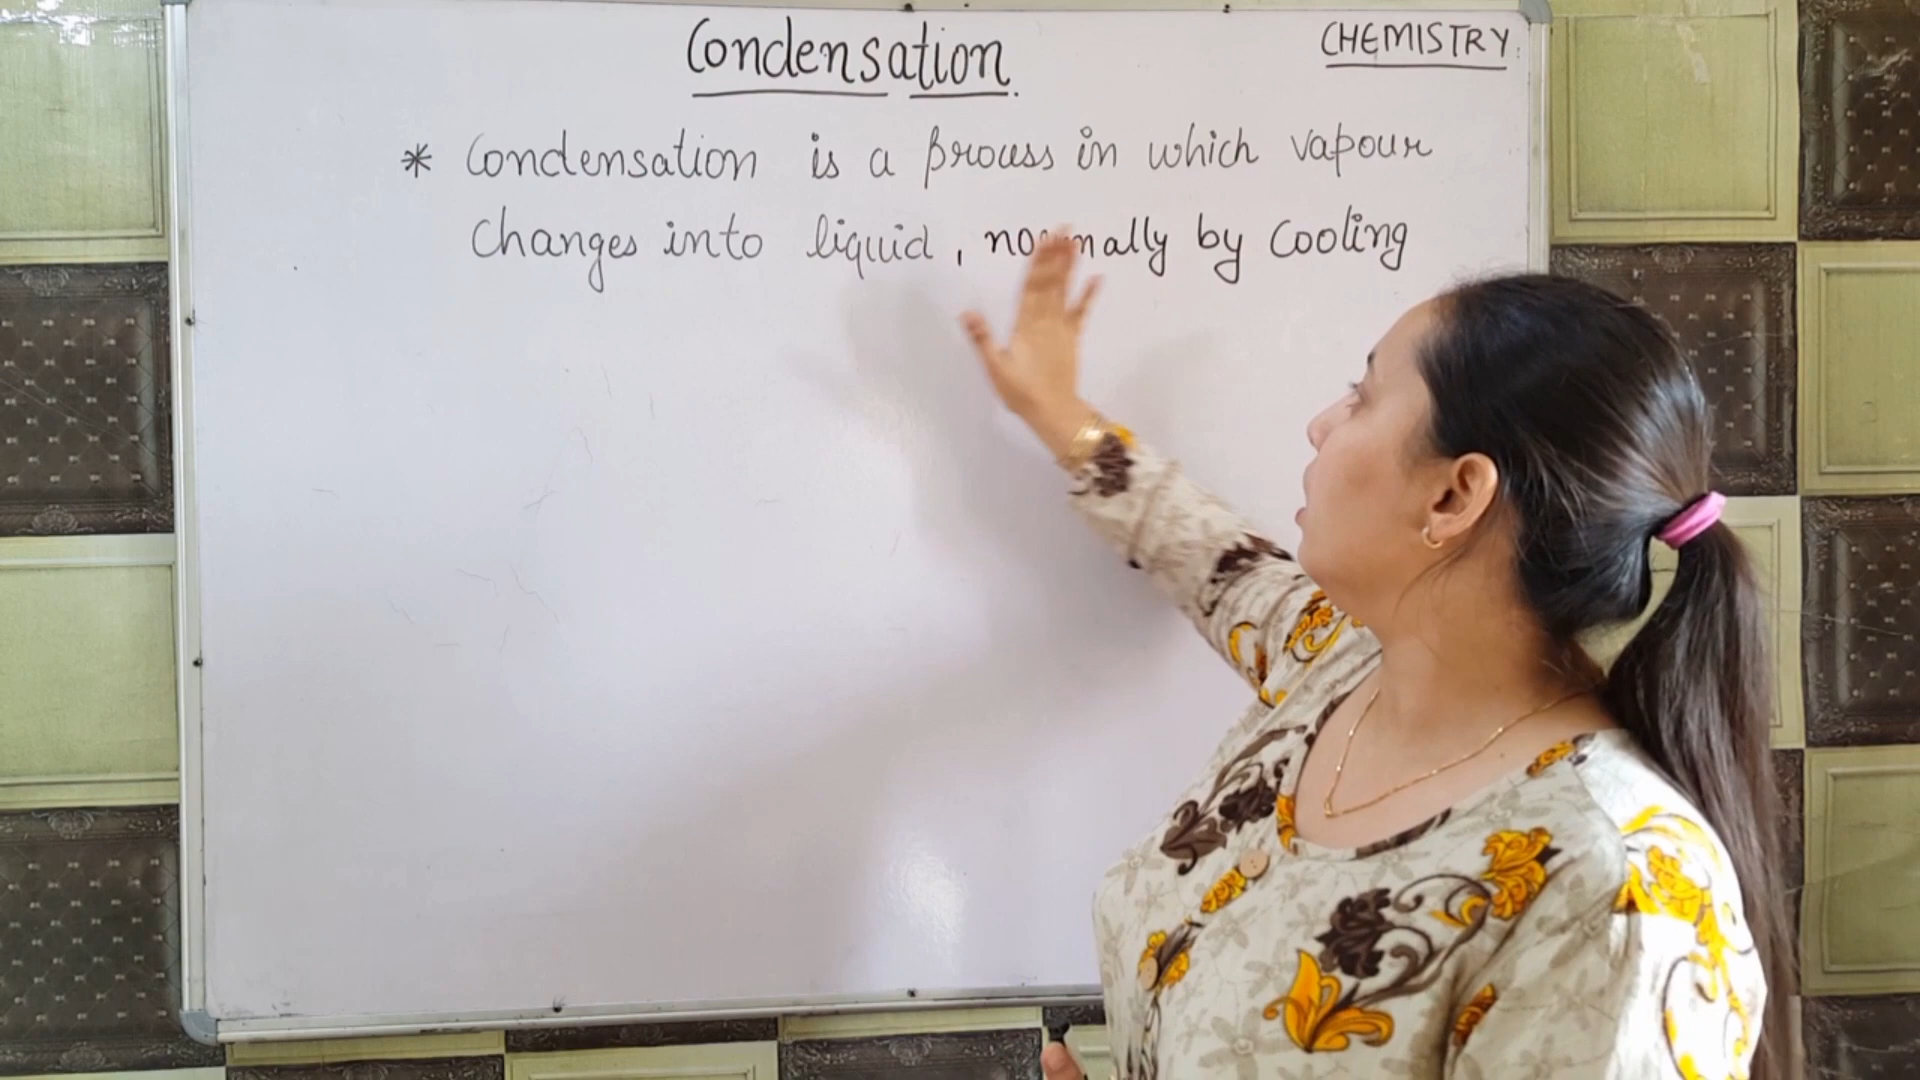 Condensation.
CHEMISTRY.
* Condensation is a process in which vapour
changes into liquid, normally by cooling